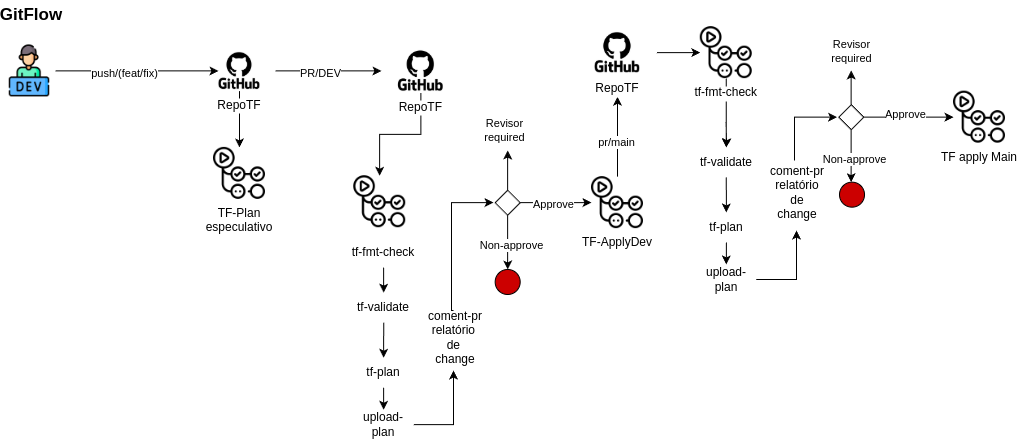 GitFlow
DEV
push/(feat/fix)
GitHub
RepoTF
TF-Plan
especulativo
PR/DEV
GitHub
RepoTF
tf-fmt-check
tf-validate
tf-plan
upload-
plan
coment-pr
relatório
de
change
Revisor
required
Approve
Non-approve
TF-ApplyDev
pr/main
GitHub
RepoTF
tf-fmt-check
tf-validate
tf-plan
upload-
plan
coment-pr
relatório
de
change
Revisor
required
Approve
Non-approve
TF apply Main